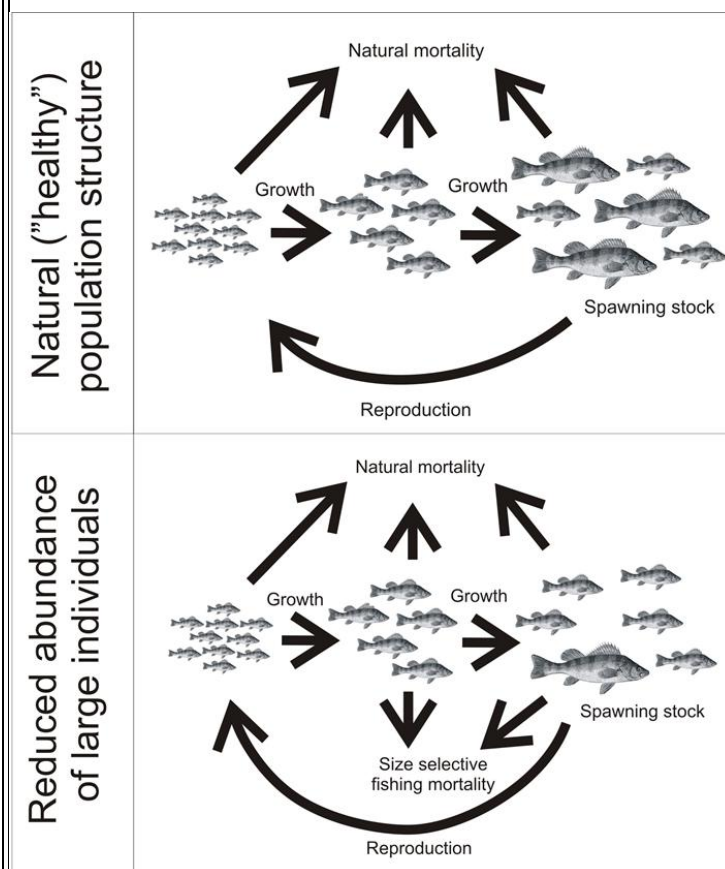 Natural ("healthy")
population structure
Natural mortality
Growth
Growth
Spawning stock
Reproduction
Reduced abundance
of large individuals
Natural mortality
Growth
Growth
Spawning stock
Size selective
fishing mortality
Reproduction